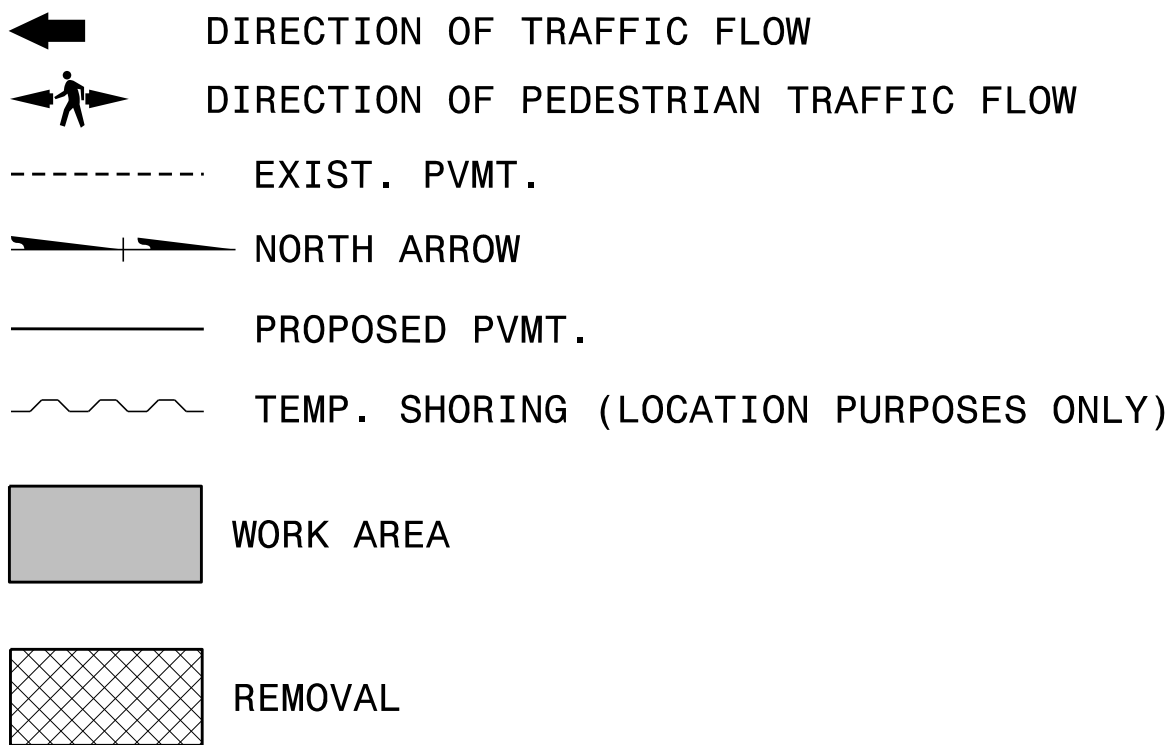 DIRECTION OF TRAFFIC FLOW
DIRECTION OF PEDESTRIAN TRAFFIC FLOW
EXIST. PVMT.
NORTH ARROW
PROPOSED PVMT.
TEMP. SHORING (LOCATION PURPOSES ONLY)
WORK AREA
REMOVAL